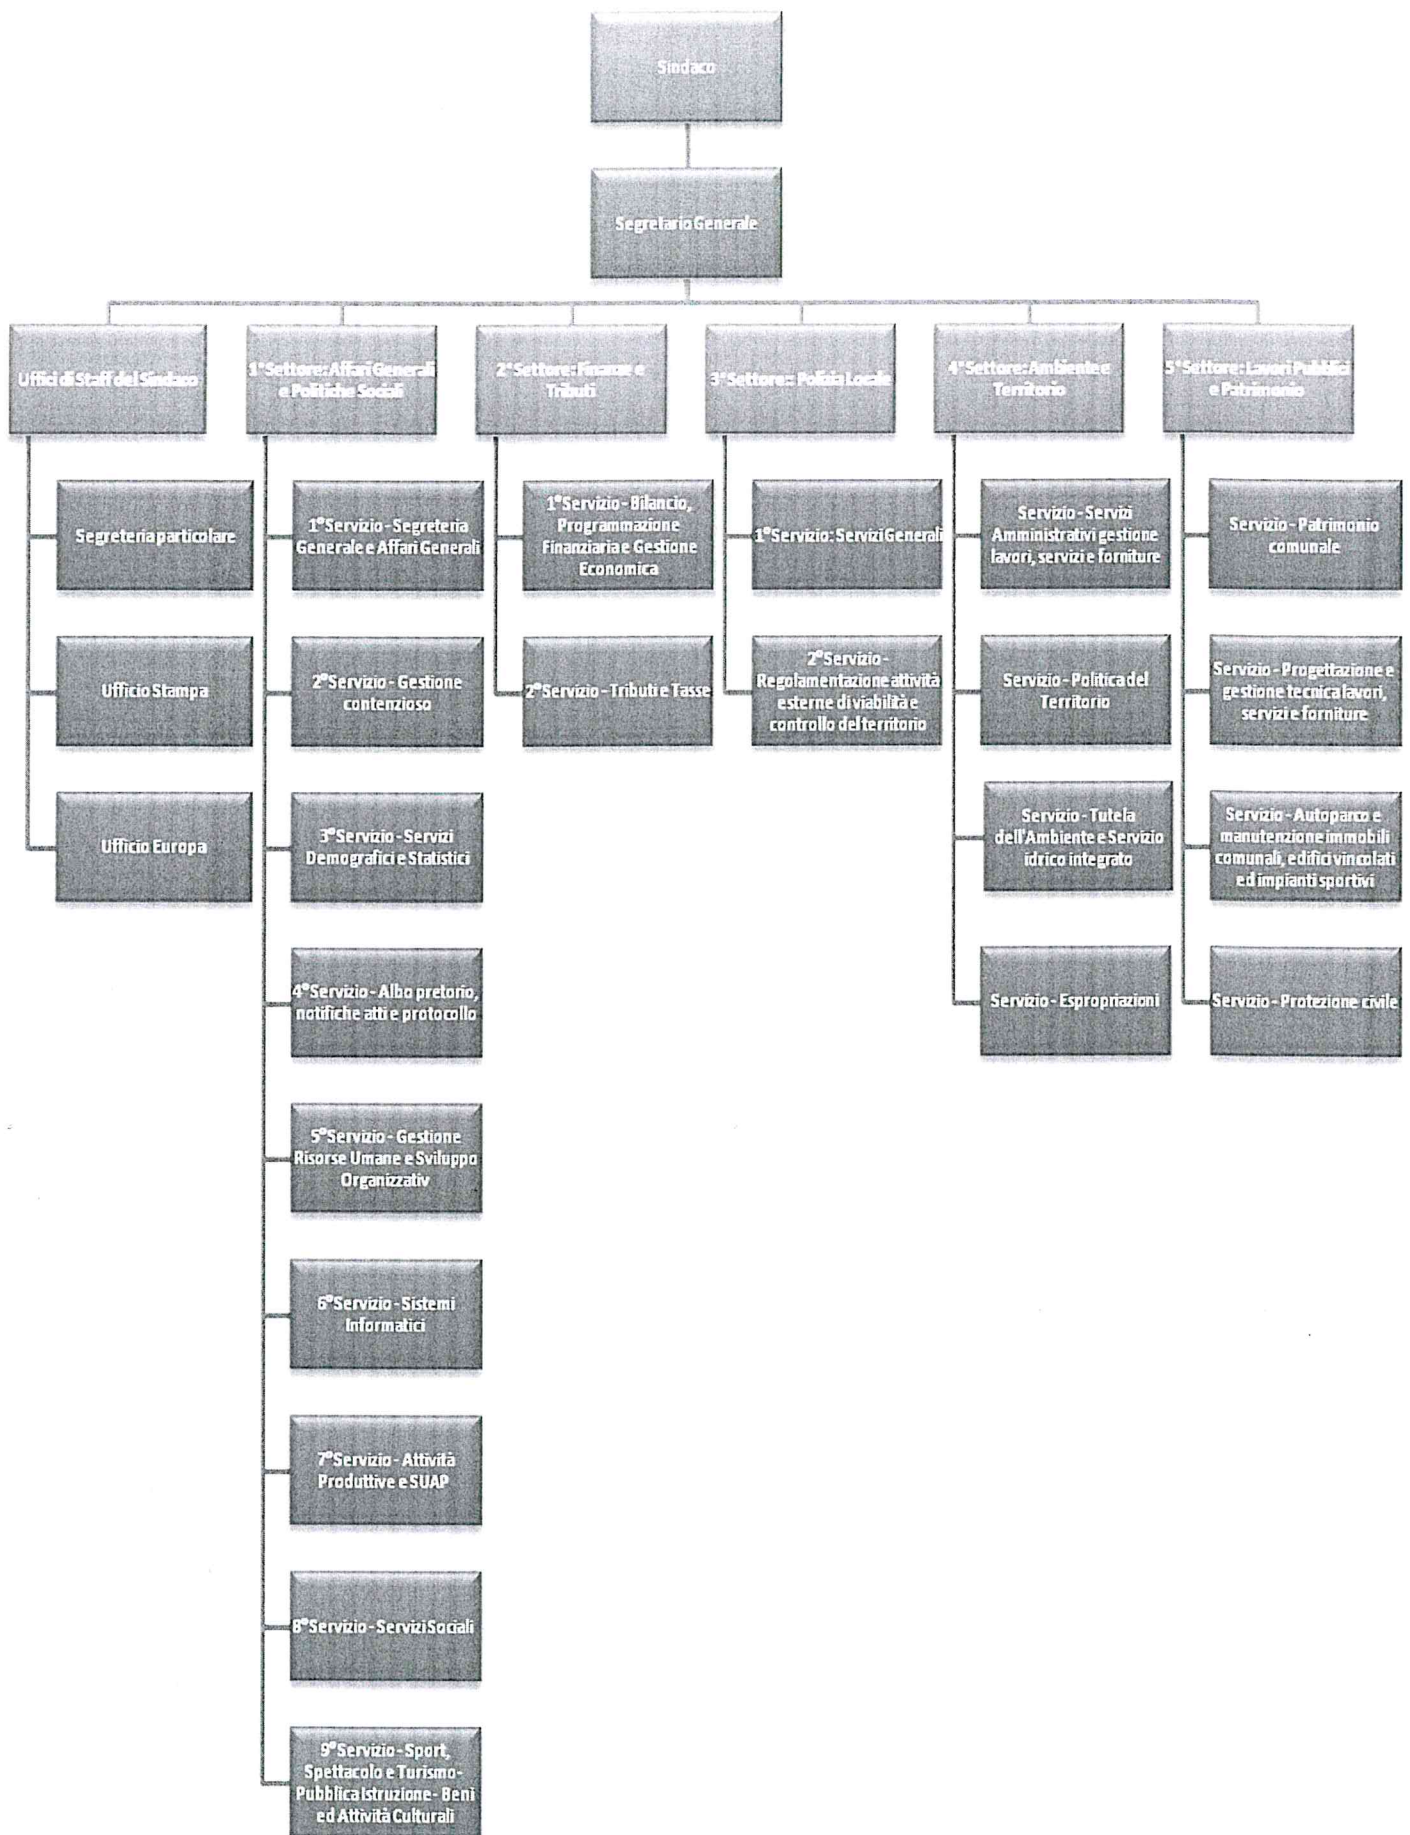 Sindaco
Segretario Generale
Uffici di Staff del Sindaco
1° Settore: Affari Generali
e Politiche Sociali
2° Settore: Finanze e
Tributi
3° Settore:: Polizia Locale
4° Settore: Ambiente e
Territorio
5° Settore: Lavori Pubblici
e Patrimonio
Segreteria particolare
Ufficio Stampa
Ufficio Europa
1° Servizio - Segreteria
Generale e Affari Generali
2° Servizio - Gestione
contenzioso
3° Servizio - Servizi
Demografici e Statistici
4° Servizio - Albo pretorio,
notifiche atti e protocollo
5° Servizio - Gestione
Risorse Umane e Sviluppo
Organizzativ
6° Servizio - Sistemi
Informatici
7° Servizio - Attività
Produttive e SUAP
8° Servizio - Servizi Sociali
9° Servizio - Sport,
Spettacolo e Turismo-
Pubblica Istruzione- Beni
ed Attività Culturali
1° Servizio - Bilancio,
Programmazione
Finanziaria e Gestione
Economica
2° Servizio - Tributi e Tasse
1° Servizio: Servizi Generali
2° Servizio -
Regolamentazione attività
esterne di viabilità e
controllo del territorio
Servizio - Servizi
Amministrativi gestione
lavori, servizi e forniture
Servizio - Politica del
Territorio
Servizio - Tutela
dell'Ambiente e Servizio
idrico integrato
Servizio - Espropriazioni
Servizio - Patrimonio
comunale
Servizio - Progettazione e
gestione tecnica lavori,
servizi e forniture
Servizio - Autoparco e
manutenzione immobili
comunali, edifici vincolati
ed impianti sportivi
Servizio - Protezione civile